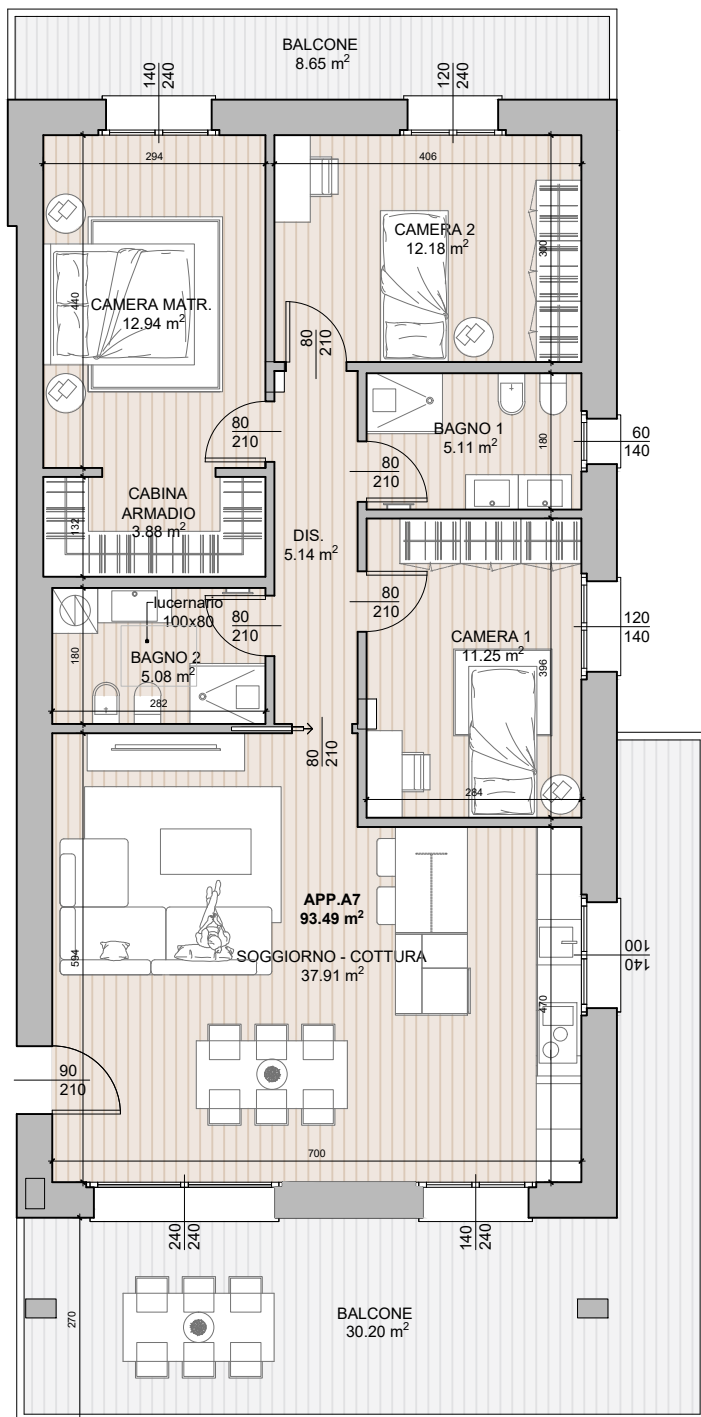 BALCONE
8.65 m²
140
240
120
240
294
406
CAMERA 2
12.18 m²
300
440
CAMERA MATR.
12.94 m²
80
210
80
210
BAGNO 1
5.11 m²
180
60
140
80
210
CABINA
ARMADIO
3.88 m²
132
DIS.
5.14 m²
lucernario
100x80
80
210
80
210
120
140
BAGNO 2
5.08 m²
180
282
CAMERA 1
11.25 m²
396
80
210
284
APP.A7
93.49 m²
SOGGIORNO - COTTURA
37.91 m²
594
100
140
470
90
210
700
240
240
140
240
270
BALCONE
30.20 m²